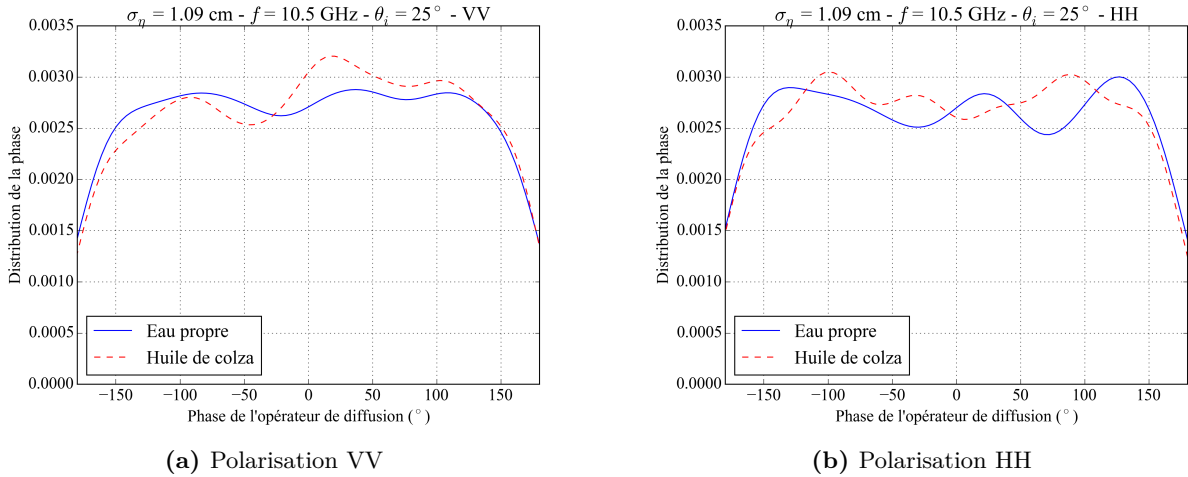 σ_η = 1.09 cm - f = 10.5 GHz - θ_i = 25° - VV
0.0035
0.0030
0.0025
0.0020
0.0015
0.0010
0.0005
0.0000
Distribution de la phase
Eau propre
Huile de colza
−150 −100 −50 0 50 100 150
Phase de l'opérateur de diffusion (°)
(a) Polarisation VV
σ_η = 1.09 cm - f = 10.5 GHz - θ_i = 25° - HH
0.0035
0.0030
0.0025
0.0020
0.0015
0.0010
0.0005
0.0000
Distribution de la phase
Eau propre
Huile de colza
−150 −100 −50 0 50 100 150
Phase de l'opérateur de diffusion (°)
(b) Polarisation HH